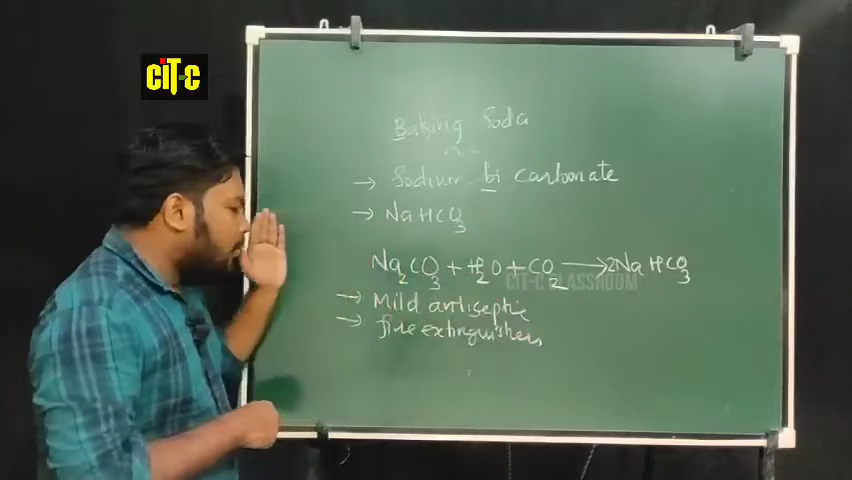 CiT-C
Baking Soda
→ Sodium bi carbonate
→ NaHCO₃
Na₂CO₃ + H₂O + CO₂ → 2NaHCO₃
CIT-C CLASSROOM
→ Mild antiseptic
→ fire extinguishers